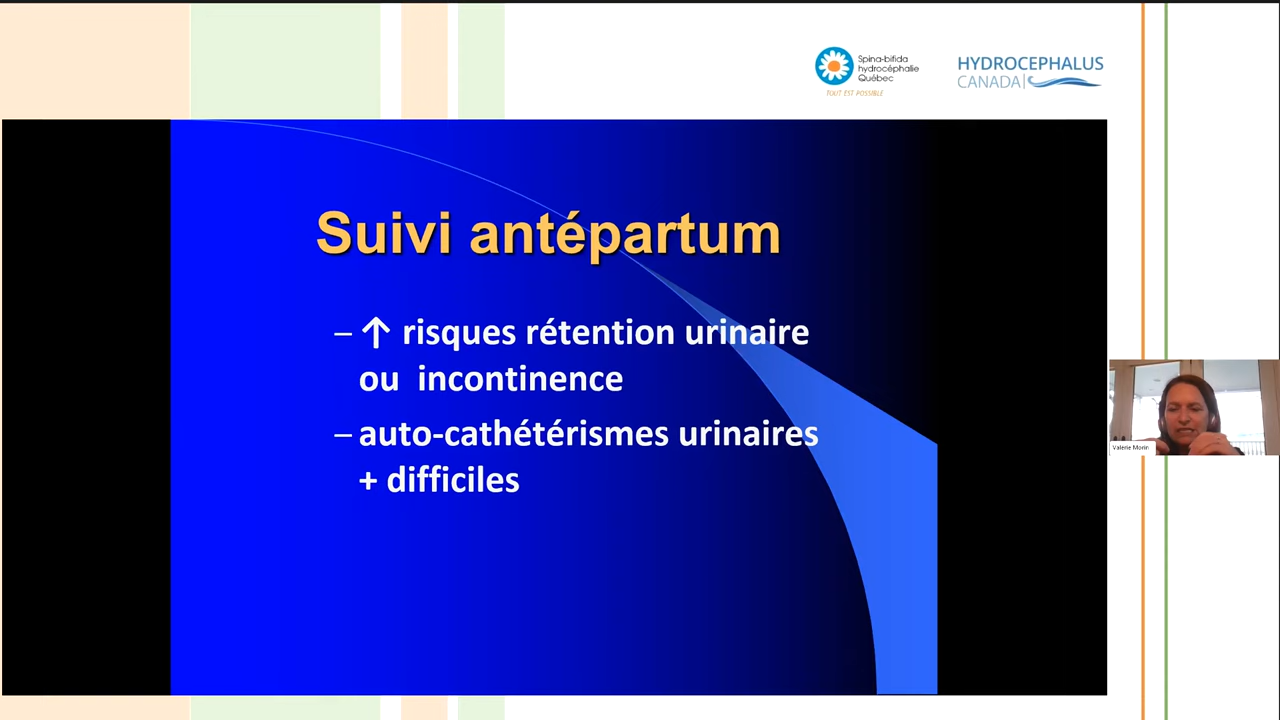 Spina-bifida
hydrocéphalie
Québec
TOUT EST POSSIBLE
HYDROCEPHALUS
CANADA
Suivi antépartum
– ↑ risques rétention urinaire
ou incontinence
– auto-cathétérismes urinaires
+ difficiles
Valérie Morin